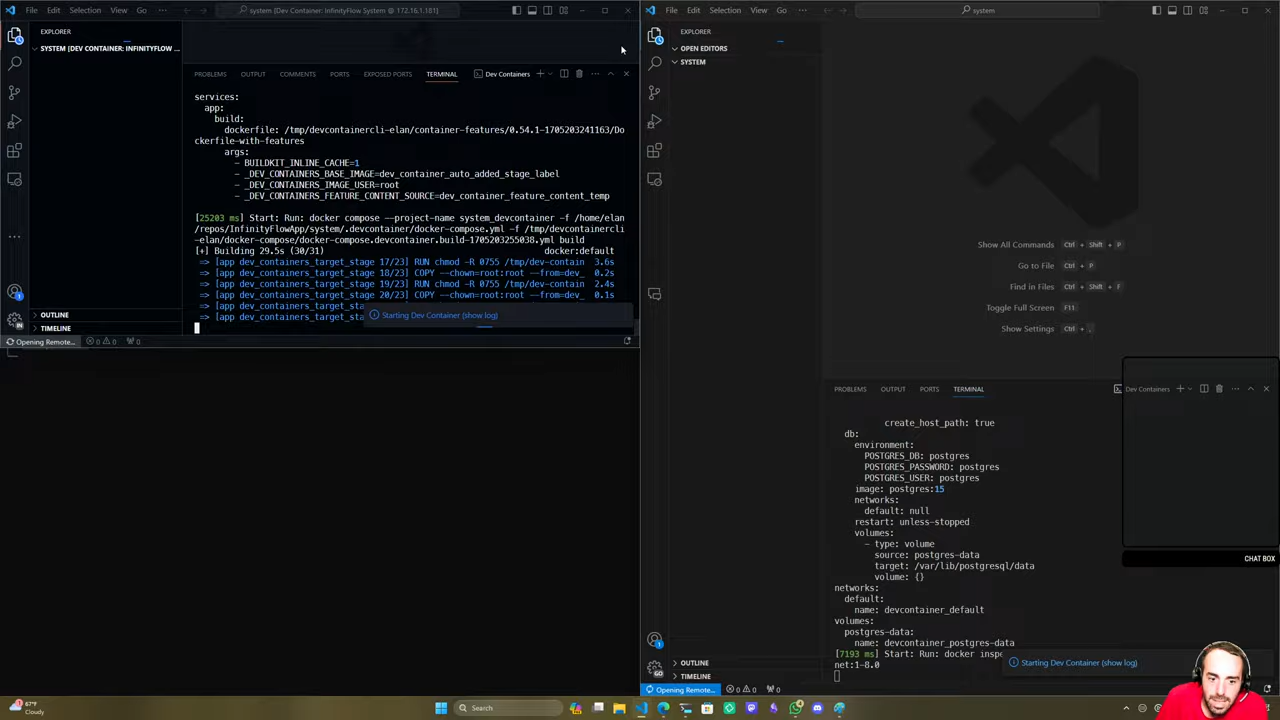 File Edit Selection View Go ··· system [Dev Container: InfinityFlow System @ 172.16.1.181]
EXPLORER ···
SYSTEM [DEV CONTAINER: INFINITYFLOW ...
PROBLEMS OUTPUT COMMENTS PORTS EXPOSED PORTS TERMINAL Dev Containers
services:
app:
build:
dockerfile: /tmp/devcontainercli-elan/container-features/0.54.1-1705203241163/Do
ckerfile-with-features
args:
- BUILDKIT_INLINE_CACHE=1
- _DEV_CONTAINERS_BASE_IMAGE=dev_container_auto_added_stage_label
- _DEV_CONTAINERS_IMAGE_USER=root
- _DEV_CONTAINERS_FEATURE_CONTENT_SOURCE=dev_container_feature_content_temp
[25203 ms] Start: Run: docker compose --project-name system_devcontainer -f /home/elan
/repos/InfinityFlowApp/system/.devcontainer/docker-compose.yml -f /tmp/devcontainercli
-elan/docker-compose/docker-compose.devcontainer.build-1705203255038.yml build
[+] Building 29.5s (30/31) docker:default
=> [app dev_containers_target_stage 17/23] RUN chmod -R 0755 /tmp/dev-contain 3.6s
=> [app dev_containers_target_stage 18/23] COPY --chown=root:root --from=dev_ 0.2s
=> [app dev_containers_target_stage 19/23] RUN chmod -R 0755 /tmp/dev-contain 2.4s
=> [app dev_containers_target_stage 20/23] COPY --chown=root:root --from=dev_ 0.1s
=> [app dev_containers_target_sta
=> [app dev_containers_target_sta
Starting Dev Container (show log)
OUTLINE
TIMELINE
Opening Remote... 0 0 0
File Edit Selection View Go ··· system
EXPLORER
OPEN EDITORS
SYSTEM
Show All Commands Ctrl + Shift + P
Go to File Ctrl + P
Find in Files Ctrl + Shift + F
Toggle Full Screen F11
Show Settings Ctrl + ,
PROBLEMS OUTPUT PORTS TERMINAL Dev Containers
create_host_path: true
db:
environment:
POSTGRES_DB: postgres
POSTGRES_PASSWORD: postgres
POSTGRES_USER: postgres
image: postgres:15
networks:
default: null
restart: unless-stopped
volumes:
- type: volume
source: postgres-data
target: /var/lib/postgresql/data
volume: {}
networks:
default:
name: devcontainer_default
volumes:
postgres-data:
name: devcontainer_postgres-data
[7193 ms] Start: Run: docker inspe
net:1-8.0
CHAT BOX
Starting Dev Container (show log)
OUTLINE
TIMELINE
Opening Remote... 0 0 0
67°F
Cloudy
Search